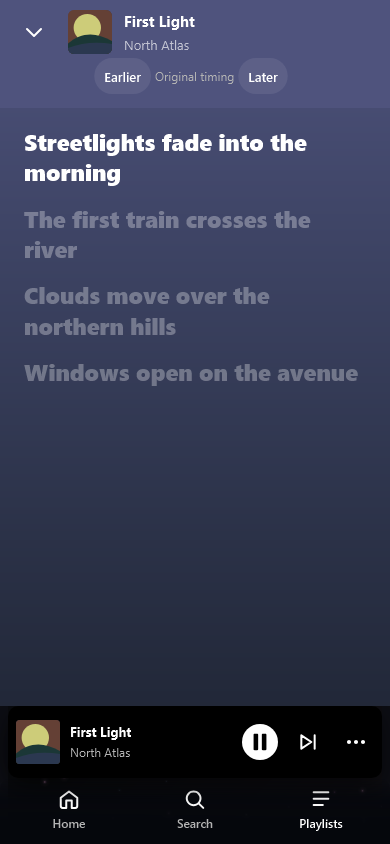 First Light
North Atlas
Earlier Original timing Later
Streetlights fade into the
morning
The first train crosses the
river
Clouds move over the
northern hills
Windows open on the avenue
First Light
North Atlas
Home Search Playlists